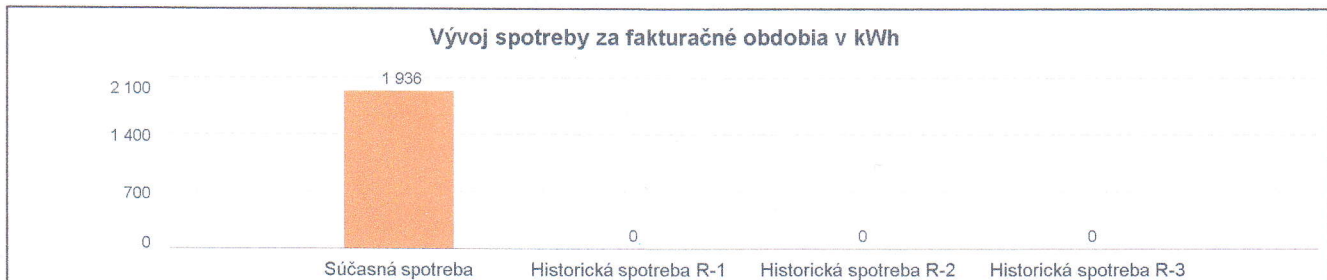 Vývoj spotreby za fakturačné obdobia v kWh
1 936
2 100
1 400
700
0
0 0 0
Súčasná spotreba Historická spotreba R-1 Historická spotreba R-2 Historická spotreba R-3